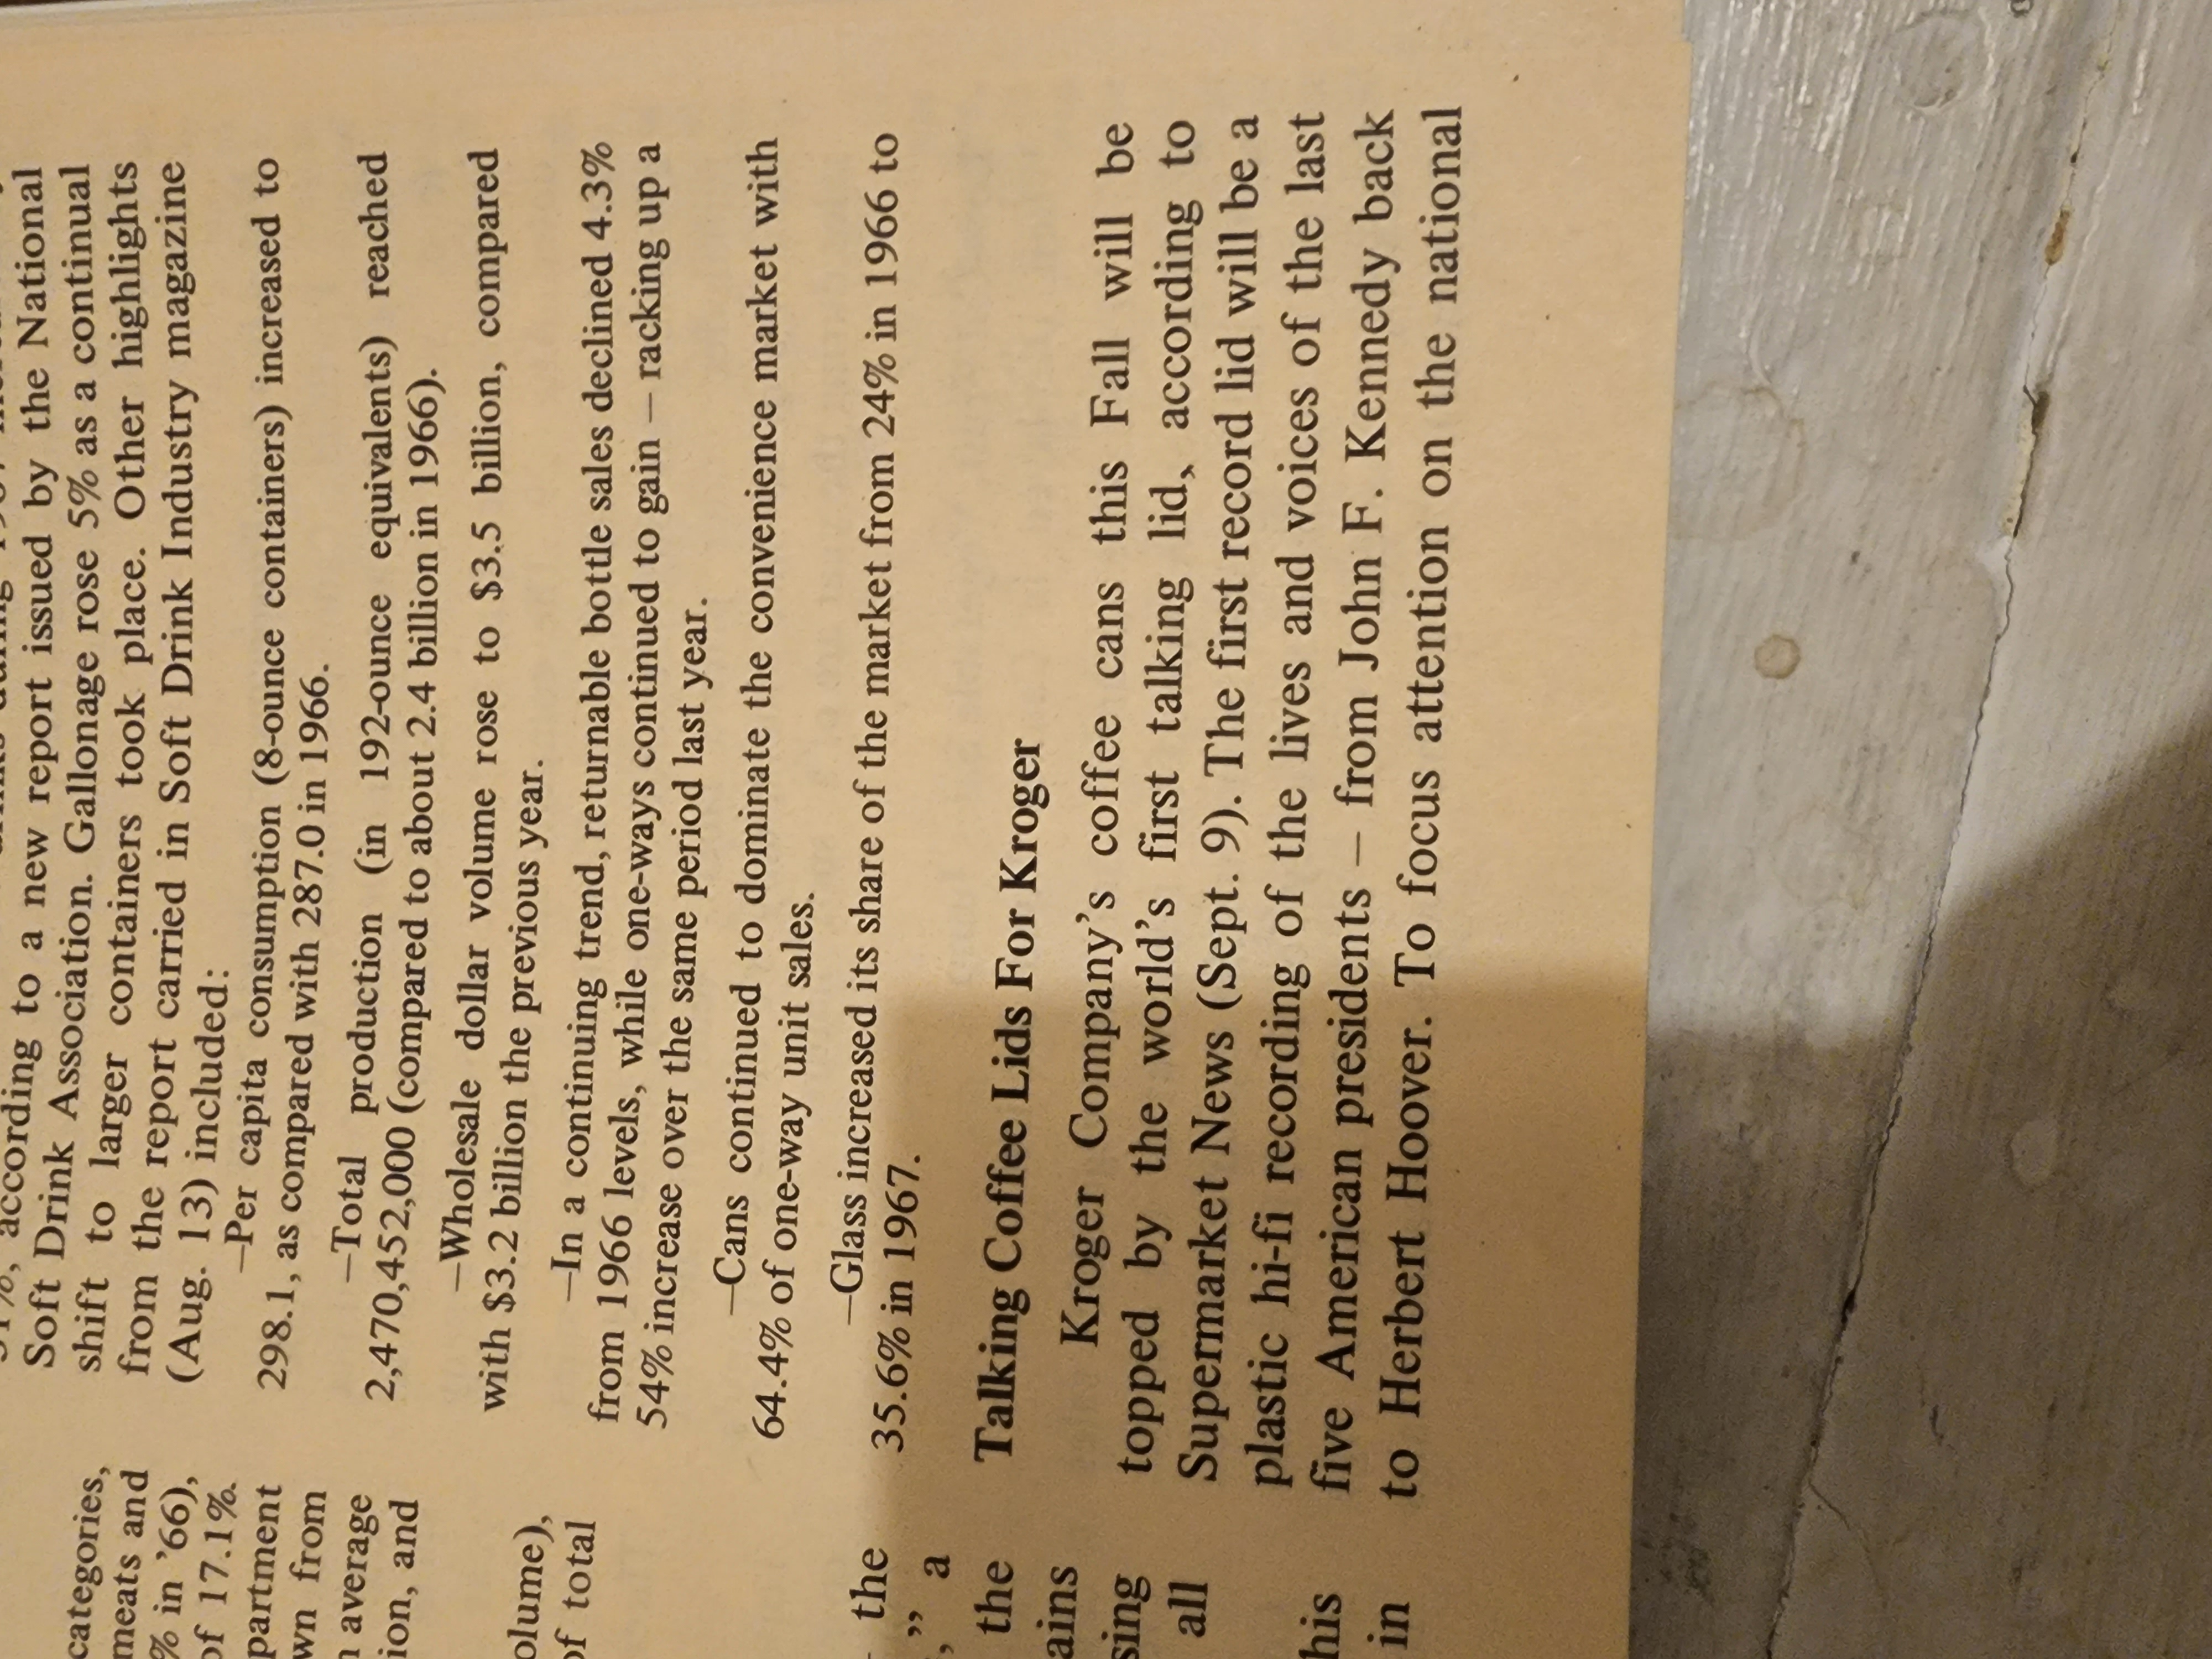 categories,
meats and
% in '66),
of 17.1%.
partment
wn from
average
ion, and
olume),
of total
the
," a
the
ains
sing
all
his
in
according to a new report issued by the National
Soft Drink Association. Gallonage rose 5% as a continual
shift to larger containers took place. Other highlights
from the report carried in Soft Drink Industry magazine
(Aug. 13) included:
—Per capita consumption (8-ounce containers) increased to
298.1, as compared with 287.0 in 1966.
—Total production (in 192-ounce equivalents) reached
2,470,452,000 (compared to about 2.4 billion in 1966).
—Wholesale dollar volume rose to $3.5 billion, compared
with $3.2 billion the previous year.
—In a continuing trend, returnable bottle sales declined 4.3%
from 1966 levels, while one-ways continued to gain — racking up a
54% increase over the same period last year.
—Cans continued to dominate the convenience market with
64.4% of one-way unit sales.
—Glass increased its share of the market from 24% in 1966 to
35.6% in 1967.
Talking Coffee Lids For Kroger
Kroger Company's coffee cans this Fall will be
topped by the world's first talking lid, according to
Supermarket News (Sept. 9). The first record lid will be a
plastic hi-fi recording of the lives and voices of the last
five American presidents — from John F. Kennedy back
to Herbert Hoover. To focus attention on the national